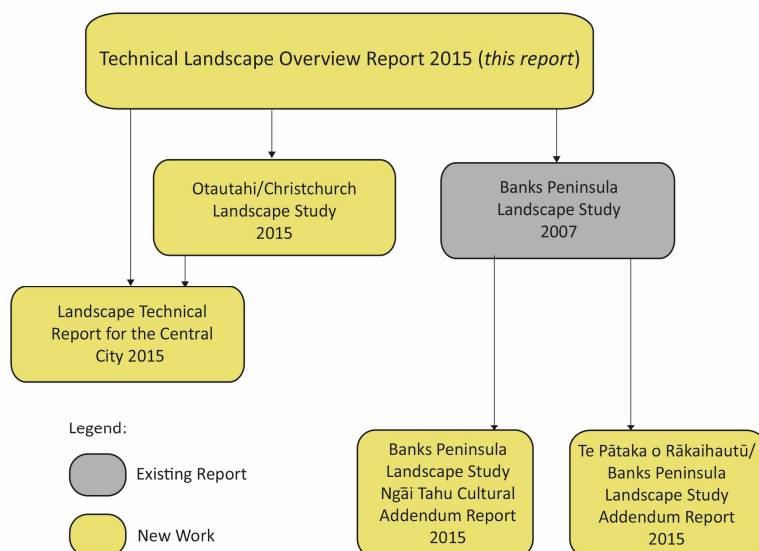 Technical Landscape Overview Report 2015 (this report)
Otautahi/Christchurch
Landscape Study
2015
Banks Peninsula
Landscape Study
2007
Landscape Technical
Report for the Central
City 2015
Legend:
Existing Report
New Work
Banks Peninsula
Landscape Study
Ngāi Tahu Cultural
Addendum Report
2015
Te Pātaka o Rākaihautū/
Banks Peninsula
Landscape Study
Addendum Report
2015